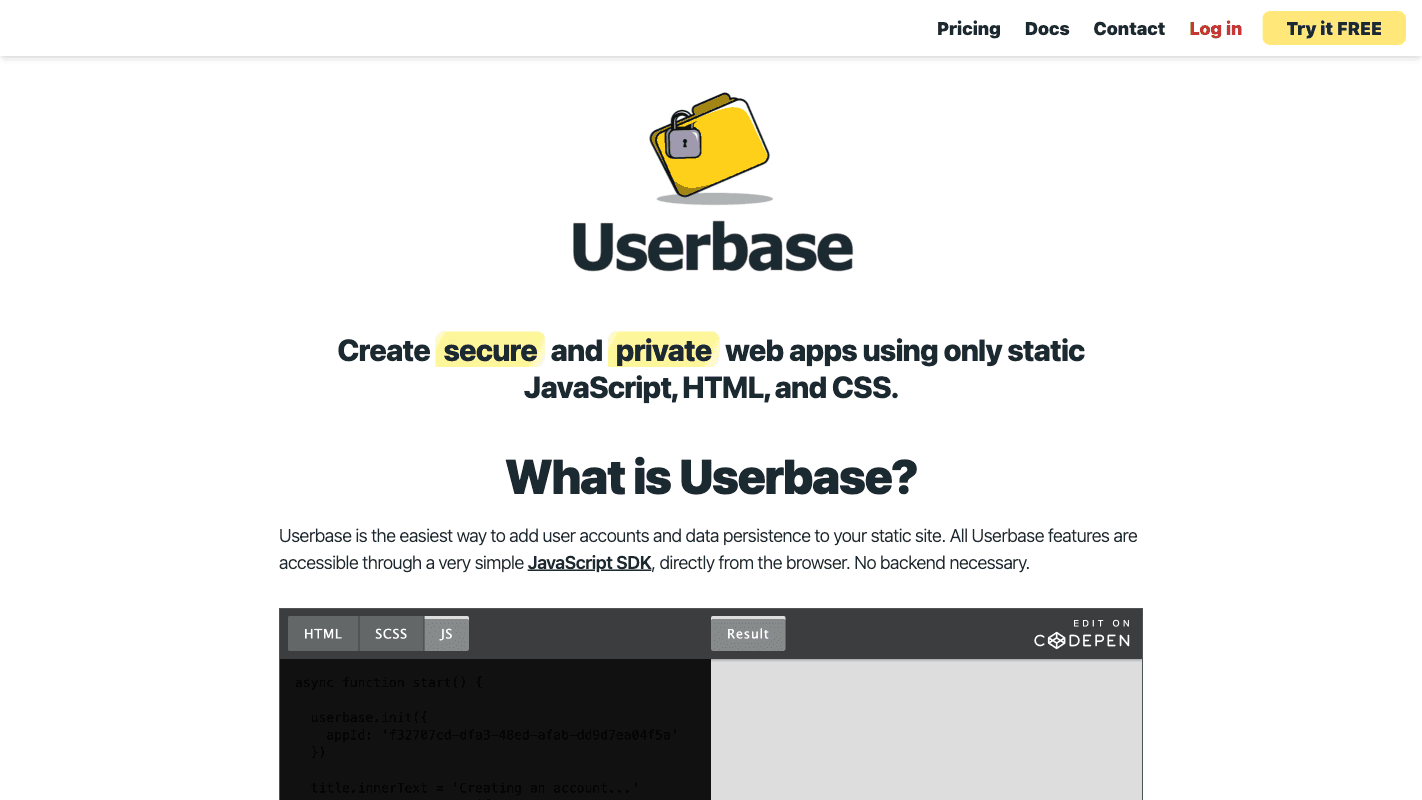 Pricing Docs Contact Log in Try it FREE
Userbase
Create secure and private web apps using only static
JavaScript, HTML, and CSS.
What is Userbase?
Userbase is the easiest way to add user accounts and data persistence to your static site. All Userbase features are
accessible through a very simple JavaScript SDK, directly from the browser. No backend necessary.
HTML SCSS JS Result EDIT ON
CODEPEN
async function start() {
userbase.init({
appId: 'f32707cd-dfa3-48ed-afab-dd9d7ea04f5a'
})
title.innerText = 'Creating an account...'